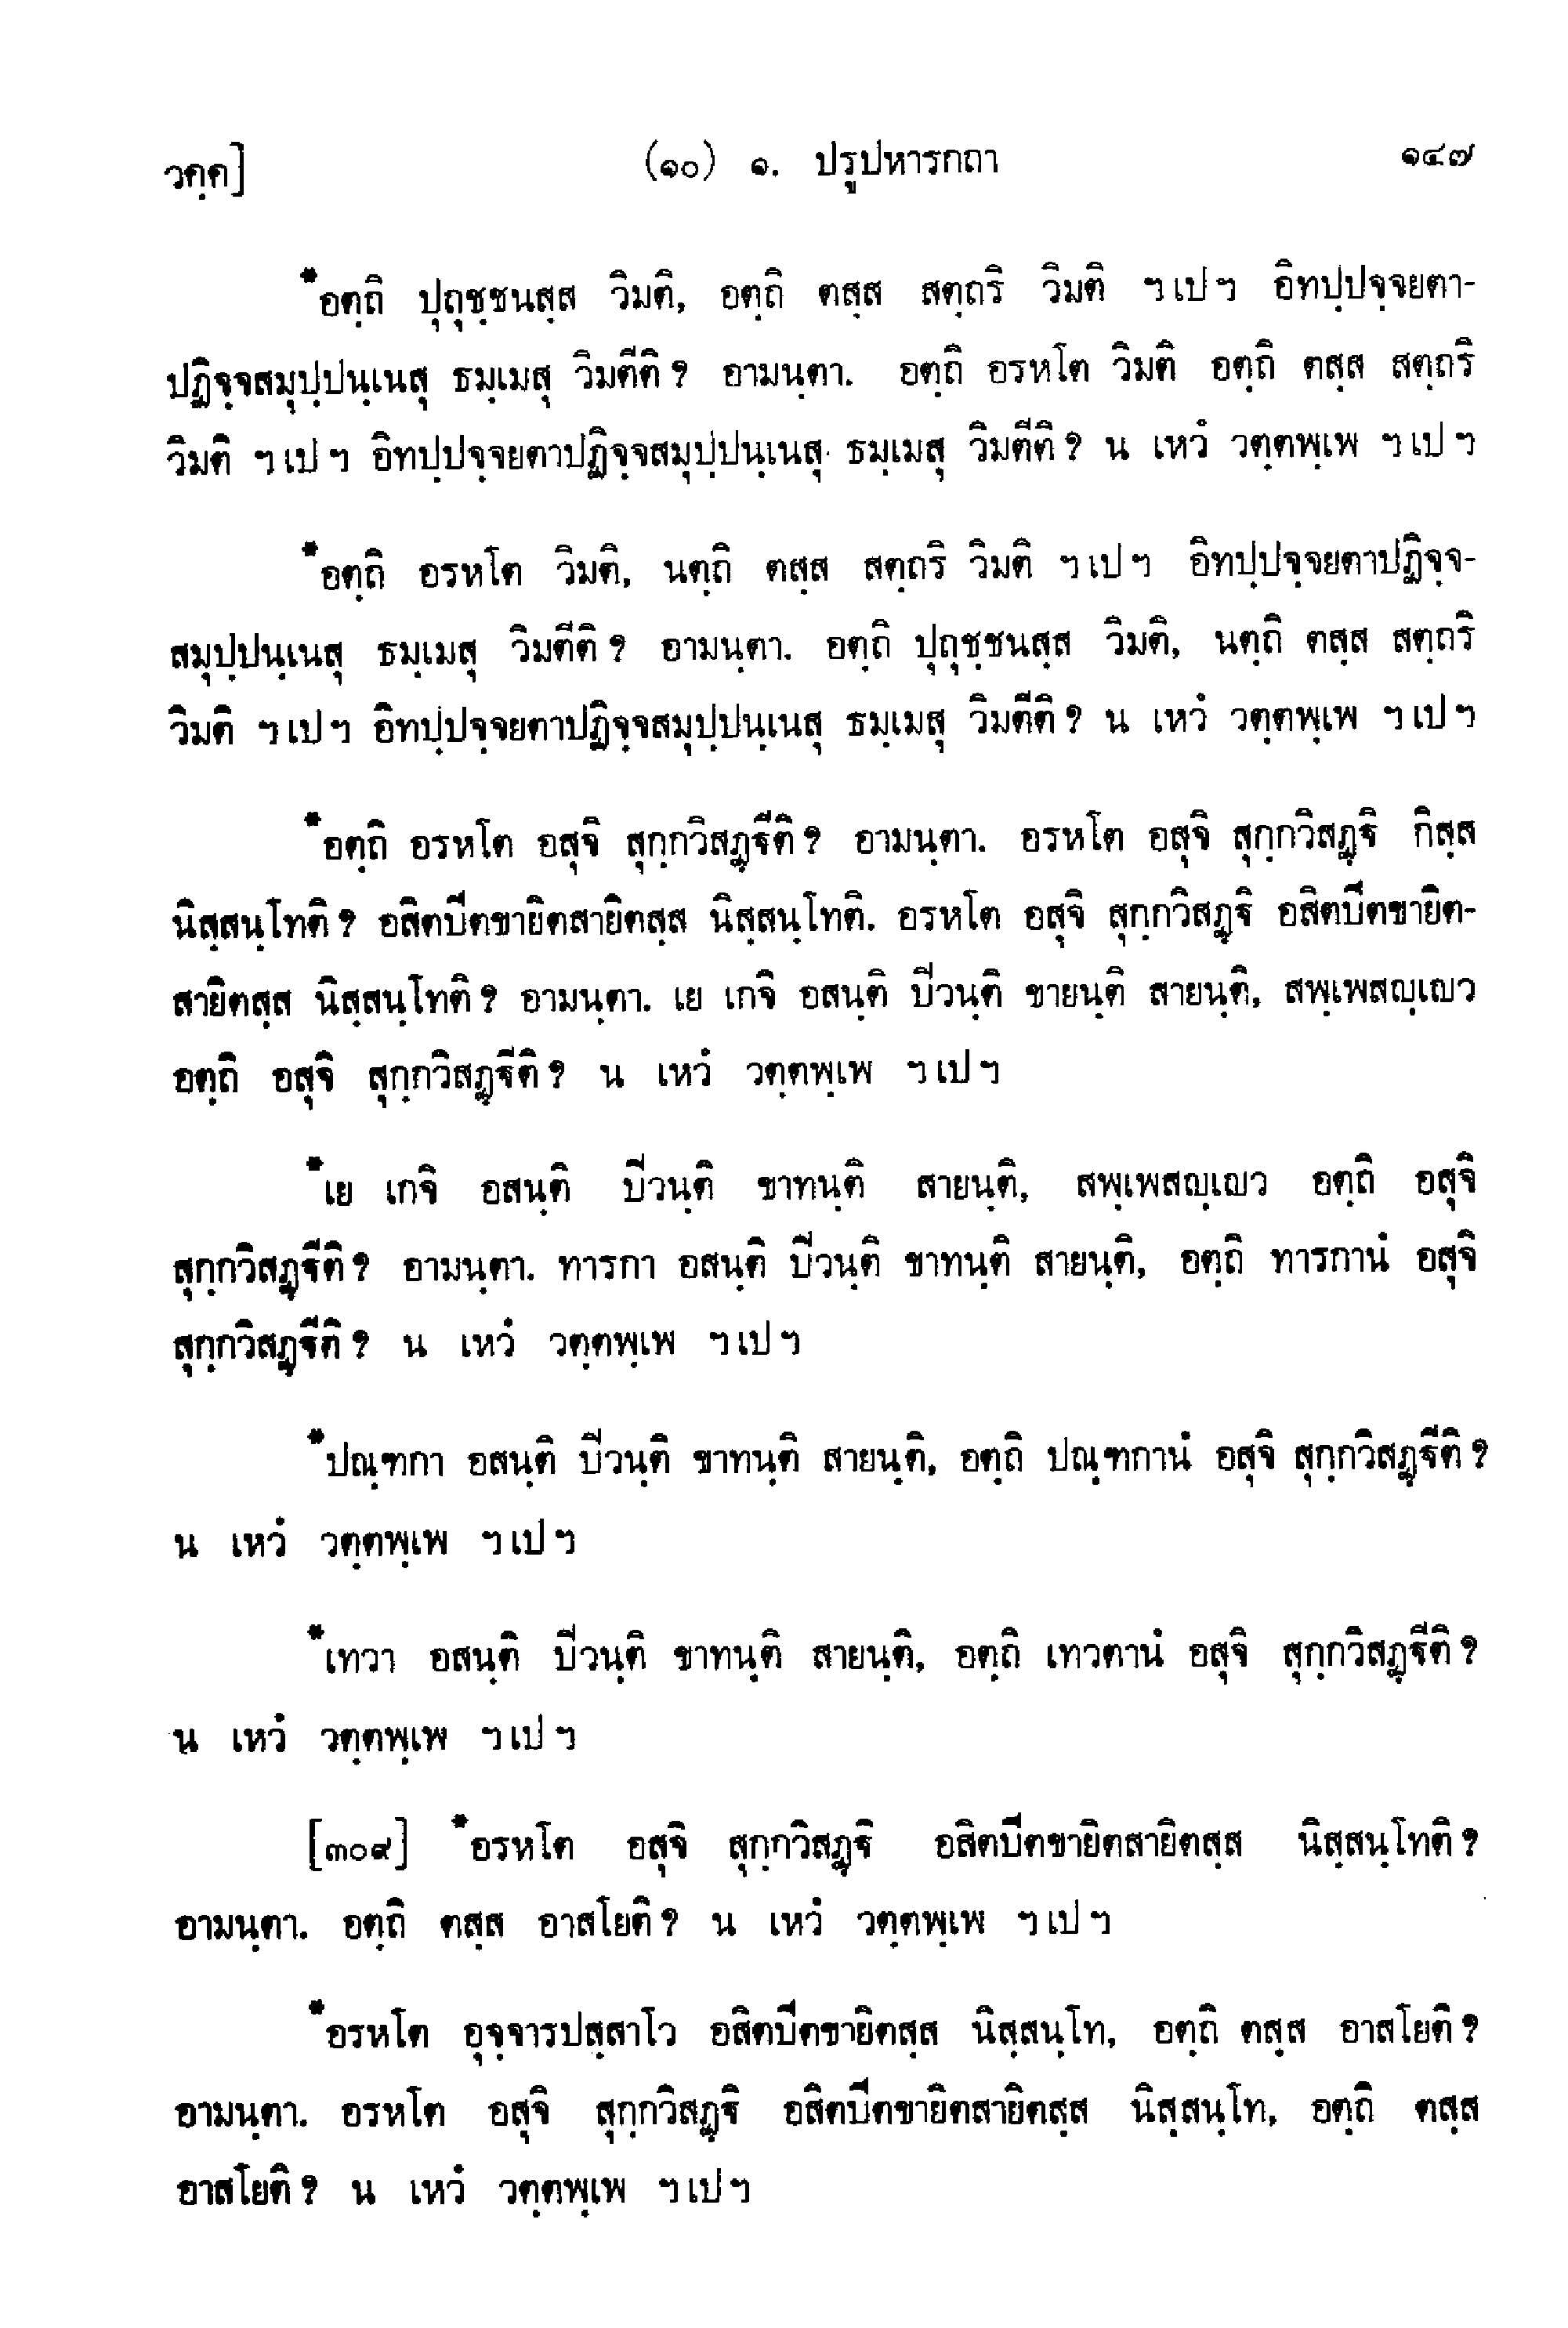 วคฺค]
(๑๐) ๑. ปรูปหารกถา
๑๔๗
*อตฺถิ ปุถุชฺชนสฺส วิมติ, อตฺถิ ตสฺส สตฺถริ วิมติ ฯ เป ฯ อิทปฺปจฺจยตา-
ปฏิจฺจสมุปฺปนฺเนสุ ธมฺเมสุ วิมตีติ? อามนฺตา. อตฺถิ อรหโต วิมติ อตฺถิ ตสฺส สตฺถริ
วิมติ ฯ เป ฯ อิทปฺปจฺจยตาปฏิจฺจสมุปฺปนฺเนสุ ธมฺเมสุ วิมตีติ? น เหวํ วตฺตพฺเพ ฯ เป ฯ
*อตฺถิ อรหโต วิมติ, นตฺถิ ตสฺส สตฺถริ วิมติ ฯ เป ฯ อิทปฺปจฺจยตาปฏิจฺจ-
สมุปฺปนฺเนสุ ธมฺเมสุ วิมตีติ? อามนฺตา. อตฺถิ ปุถุชฺชนสฺส วิมติ, นตฺถิ ตสฺส สตฺถริ
วิมติ ฯ เป ฯ อิทปฺปจฺจยตาปฏิจฺจสมุปฺปนฺเนสุ ธมฺเมสุ วิมตีติ? น เหวํ วตฺตพฺเพ ฯ เป ฯ
*อตฺถิ อรหโต อสุจิ สุกฺกวิสฏฺฐีติ? อามนฺตา. อรหโต อสุจิ สุกฺกวิสฏฺฐิ กิสฺส
นิสฺสนฺโทติ? อสิตปีตขายิตสายิตสฺส นิสฺสนฺโทติ. อรหโต อสุจิ สุกฺกวิสฏฺฐิ อสิตปีตขายิต-
สายิตสฺส นิสฺสนฺโทติ? อามนฺตา. เย เกจิ อสนฺติ ปีวนฺติ ขายนฺติ สายนฺติ, สพฺเพสญฺเญว
อตฺถิ อสุจิ สุกฺกวิสฏฺฐีติ? น เหวํ วตฺตพฺเพ ฯ เป ฯ
*เย เกจิ อสนฺติ ปีวนฺติ ขาทนฺติ สายนฺติ, สพฺเพสญฺเญว อตฺถิ อสุจิ
สุกฺกวิสฏฺฐีติ? อามนฺตา. ทารกา อสนฺติ ปีวนฺติ ขาทนฺติ สายนฺติ, อตฺถิ ทารกานํ อสุจิ
สุกฺกวิสฏฺฐีติ? น เหวํ วตฺตพฺเพ ฯ เป ฯ
*ปณฺฑกา อสนฺติ ปีวนฺติ ขาทนฺติ สายนฺติ, อตฺถิ ปณฺฑกานํ อสุจิ สุกฺกวิสฏฺฐีติ?
น เหวํ วตฺตพฺเพ ฯ เป ฯ
*เทวา อสนฺติ ปีวนฺติ ขาทนฺติ สายนฺติ, อตฺถิ เทวตานํ อสุจิ สุกฺกวิสฏฺฐีติ?
น เหวํ วตฺตพฺเพ ฯ เป ฯ
[๓๐๙] *อรหโต อสุจิ สุกฺกวิสฏฺฐิ อสิตปีตขายิตสายิตสฺส นิสฺสนฺโทติ?
อามนฺตา. อตฺถิ ตสฺส อาสโยติ? น เหวํ วตฺตพฺเพ ฯ เป ฯ
*อรหโต อุจฺจารปสฺสาโว อสิตปีตขายิตสฺส นิสฺสนฺโท, อตฺถิ ตสฺส อาสโยติ?
อามนฺตา. อรหโต อสุจิ สุกฺกวิสฏฺฐิ อสิตปีตขายิตสายิตสฺส นิสฺสนฺโท, อตฺถิ ตสฺส
อาสโยติ? น เหวํ วตฺตพฺเพ ฯ เป ฯ